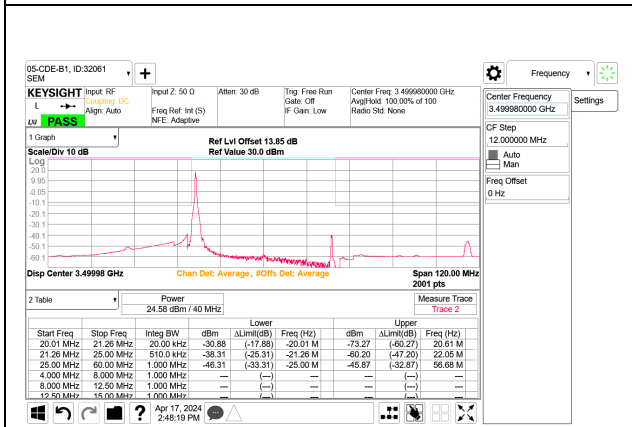 05-CDE-B1, ID:32061
SEM
Frequency
KEYSIGHT
L
LXI PASS
Input: RF
Coupling: DC
Align: Auto
Input Z: 50 Ω
Freq Ref: Int (S)
NFE: Adaptive
Atten: 30 dB
Trig: Free Run
Gate: Off
IF Gain: Low
Center Freq: 3.499980000 GHz
Avg|Hold: 100.00% of 100
Radio Std: None
Center Frequency
3.499980000 GHz
Settings
CF Step
12.000000 MHz
Auto
Man
Freq Offset
0 Hz
1 Graph
Scale/Div 10 dB
Ref Lvl Offset 13.85 dB
Ref Value 30.0 dBm
Log
20.0
9.95
-0.05
-10.1
-20.1
-30.1
-40.1
-50.1
-60.1
Disp Center 3.49998 GHz
Chan Det: Average, #Offs Det: Average
Span 120.00 MHz
2001 pts
2 Table
Power
24.58 dBm / 40 MHz
Measure Trace
Trace 2
Lower Upper
Start Freq Stop Freq Integ BW dBm ΔLimit(dB) Freq (Hz) dBm ΔLimit(dB) Freq (Hz)
20.01 MHz 21.26 MHz 20.00 kHz -30.88 (-17.88) -20.01 M -73.27 (-60.27) 20.61 M
21.26 MHz 25.00 MHz 510.0 kHz -38.31 (-25.31) -21.26 M -60.20 (-47.20) 22.05 M
25.00 MHz 60.00 MHz 1.000 MHz -46.31 (-33.31) -25.00 M -45.87 (-32.87) 56.68 M
4.000 MHz 8.000 MHz 1.000 MHz --- (---) --- (---)
8.000 MHz 12.50 MHz 1.000 MHz --- (---) --- (---)
12.50 MHz 15.00 MHz 1.000 MHz --- (---) --- (---)
? Apr 17, 2024
2:48:19 PM